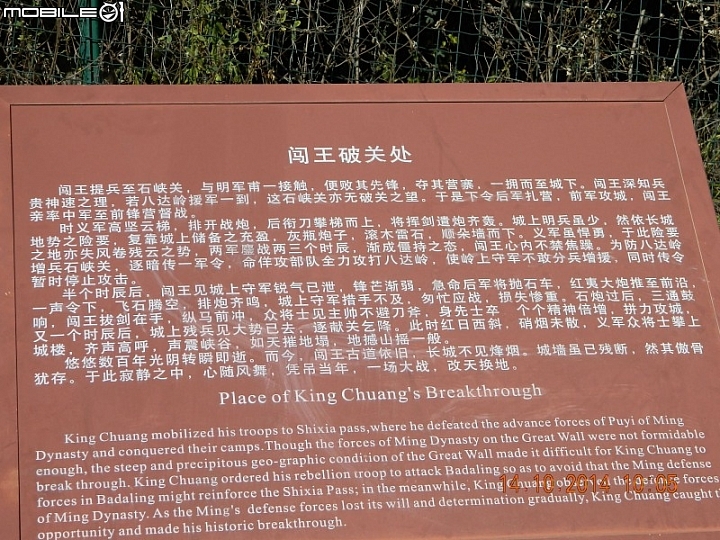 MOBILE01
闯王破关处
闯王提兵至石峡关，与明军甫一接触，便败其先锋，夺其营寨，一拥而至城下。闯王深知兵
贵神速之理，若八达岭援军一到，这石峡关亦无破关之望。于是下令后军扎营，前军攻城，闯王
亲率中军至前锋营督战。
时义军高坚云梯，排开战炮，后衔刀攀梯而上，将挥剑遣炮齐轰。城上明兵虽少，然依长城
地势之险要，复靠城上储备之充盈，灰瓶炮子，滚木雷石，顺朵墙而下。义军虽悍勇，于此险要
之地亦失风卷残云之势，两军鏖战两三个时辰，渐成僵持之态，闯王心内不禁焦躁。为防八达岭
增兵石峡关，逐暗传一军令，命佯攻部队全力攻打八达岭，使岭上守军不敢分兵增援，同时传令
暂时停止攻击。
半个时辰后，闯王见城上守军锐气已泄，锋芒渐弱，急命后军将抛石车，红夷大炮推至前沿，
一声令下，飞石腾空，排炮齐鸣，城上守军措手不及，匆忙应战，损失惨重。石炮过后，三通鼓
响，闯王拔剑在手，纵马前冲，众将士见主帅不避刀斧，身先士卒 个个精神倍增，拼力攻城，
又一个时辰后，城上残兵见大势已去，逐献关乞降。此时红日西斜，硝烟未散，义军众将士攀上
城楼，齐声高呼，声震峡谷，如天摧地塌，地撼山摇一般。
悠悠数百年光阴转瞬即逝。而今，闯王古道依旧，长城不见烽烟。城墙虽已残断，然其傲骨
犹存。于此寂静之中，心随风舞，凭吊当年，一场大战，改天换地。
Place of King Chuang's Breakthrough
King Chuang mobilized his troops to Shixia pass,where he defeated the advance forces of Puyi of Ming
Dynasty and conquered their camps.Though the forces of Ming Dynasty on the Great Wall were not formidable
enough, the steep and precipitous geo-graphic condition of the Great Wall made it difficult for King Chuang to
break through. King Chuang ordered his rebellion troop to attack Badaling so as to avoid that the Ming defense
forces in Badaling might reinforce the Shixia Pass; in the meanwhile, King Chuang the forces
of Ming Dynasty. As the Ming's defense forces lost its will and determination gradually, King Chuang caught t
opportunity and made his historic breakthrough.
14.10.2014